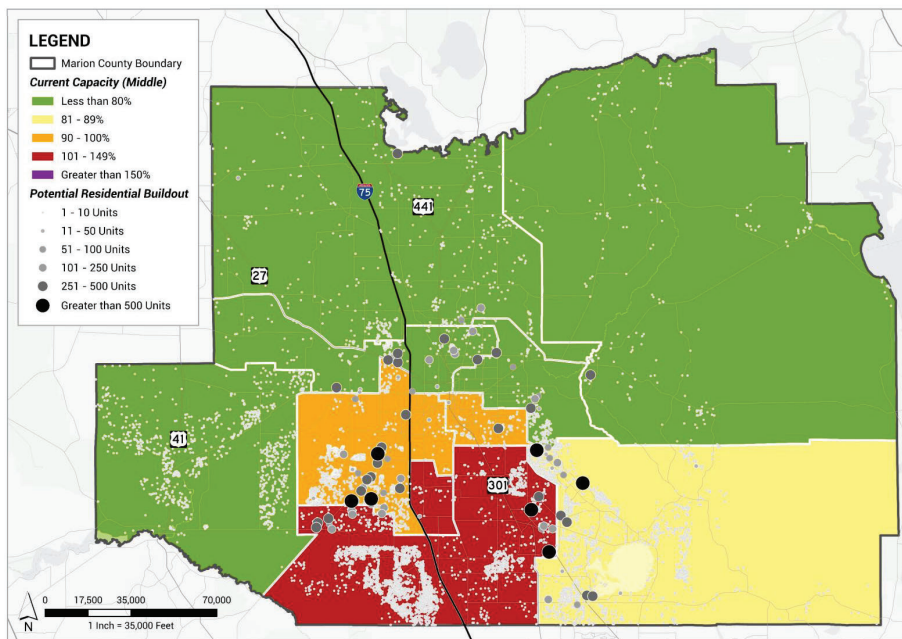 LEGEND
Marion County Boundary
Current Capacity (Middle)
Less than 80%
81 - 89%
90 - 100%
101 - 149%
Greater than 150%
Potential Residential Buildout
1 - 10 Units
11 - 50 Units
51 - 100 Units
101 - 250 Units
251 - 500 Units
Greater than 500 Units
75
441
27
41
301
0 17,500 35,000 70,000
1 Inch = 35,000 Feet
N